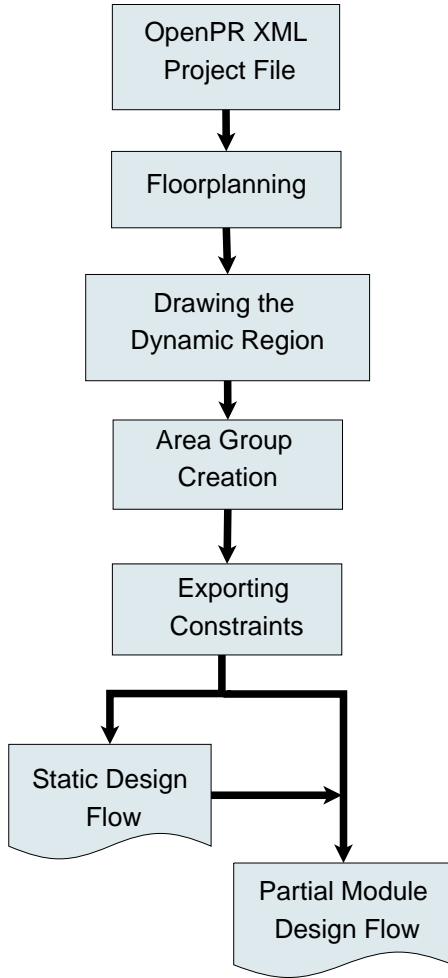 OpenPR XML
Project File
Floorplanning
Drawing the
Dynamic Region
Area Group
Creation
Exporting
Constraints
Static Design
Flow
Partial Module
Design Flow